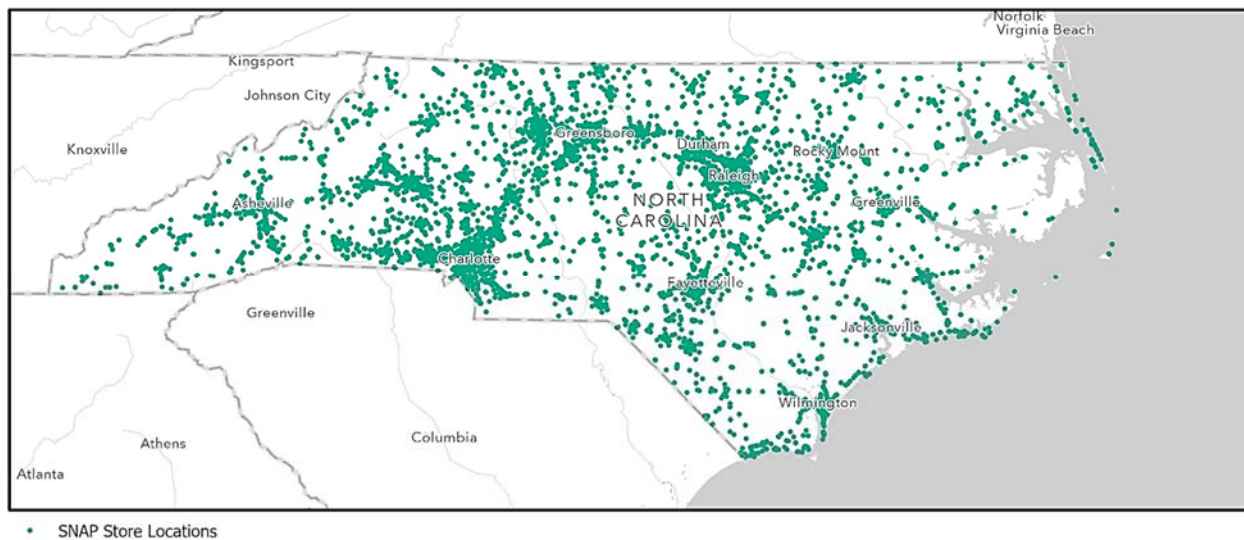 Norfolk
Virginia Beach
Kingsport
Johnson City
Knoxville
Greensboro
Durham
Rocky Mount
Raleigh
Asheville
NORTH
CAROLINA
Greenville
Charlotte
Fayetteville
Greenville
Jacksonville
Wilmington
Columbia
Athens
Atlanta
SNAP Store Locations